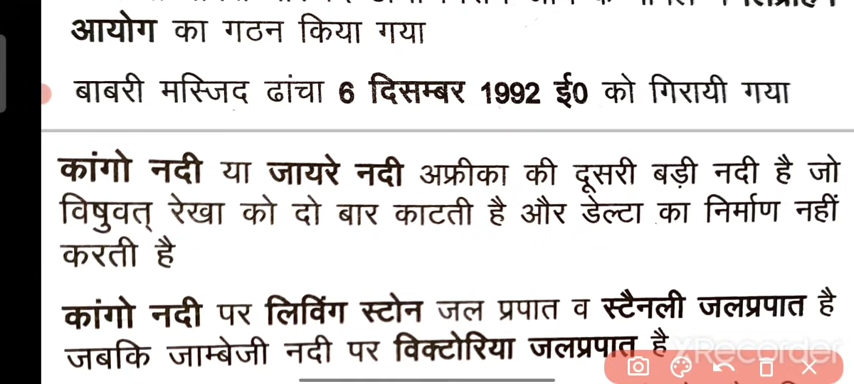 आयोग का गठन किया गया
बाबरी मस्जिद ढांचा 6 दिसम्बर 1992 ई0 को गिरायी गया
कांगो नदी या जायरे नदी अफ्रीका की दूसरी बड़ी नदी है जो
विषुवत् रेखा को दो बार काटती है और डेल्टा का निर्माण नहीं
करती है
कांगो नदी पर लिविंग स्टोन जल प्रपात व स्टैनली जलप्रपात है
जबकि जाम्बेजी नदी पर विक्टोरिया जलप्रपात है
XRecorder